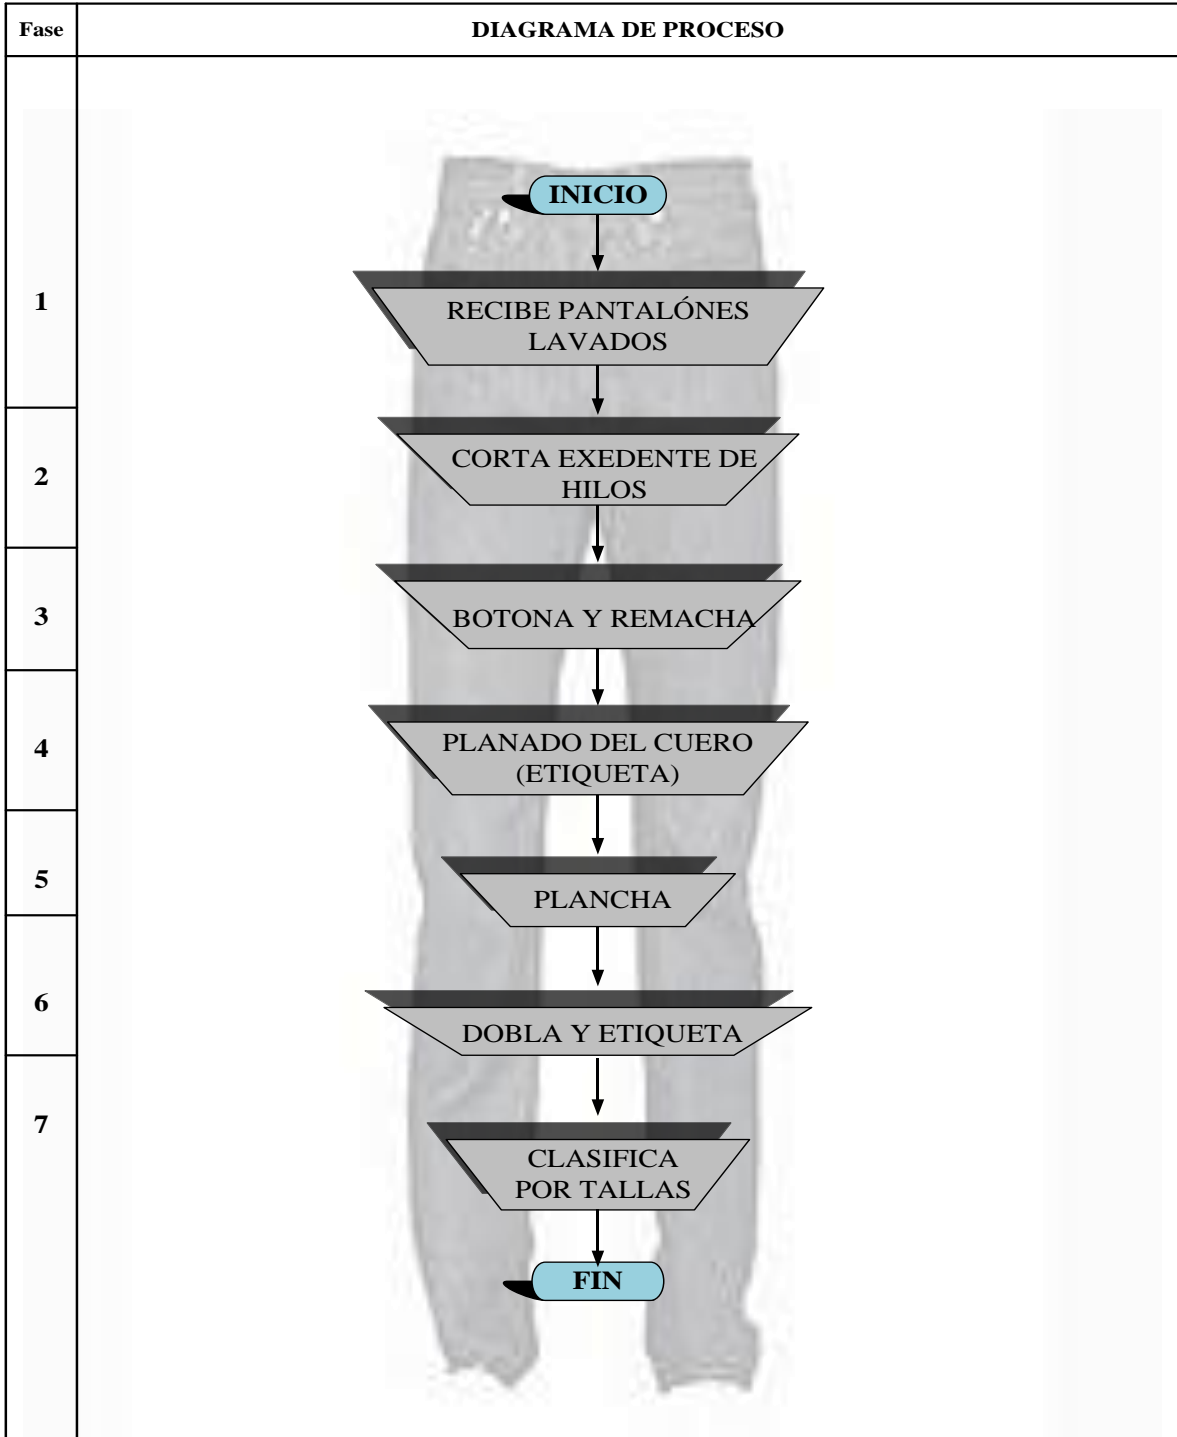 Fase DIAGRAMA DE PROCESO
INICIO
1
RECIBE PANTALÓNES
LAVADOS
2
CORTA EXEDENTE DE
HILOS
3
BOTONA Y REMACHA
4
PLANADO DEL CUERO
(ETIQUETA)
5
PLANCHA
6
DOBLA Y ETIQUETA
7
CLASIFICA
POR TALLAS
FIN